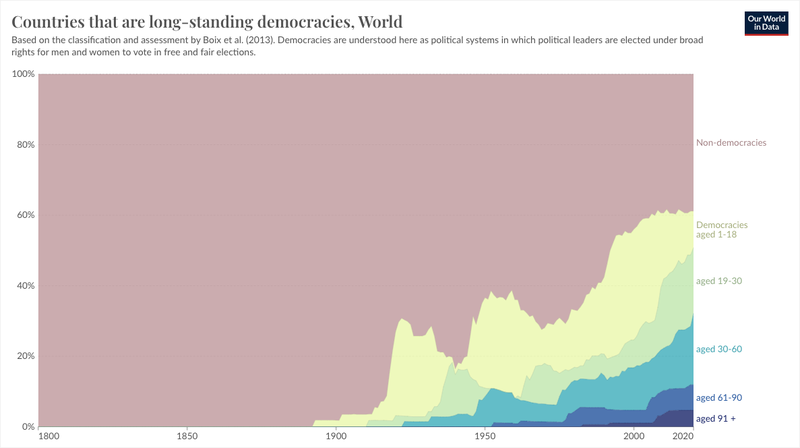 Countries that are long-standing democracies, World
Our World
in Data
Based on the classification and assessment by Boix et al. (2013). Democracies are understood here as political systems in which political leaders are elected under broad
rights for men and women to vote in free and fair elections.
100%
80%
60%
40%
20%
0%
Non-democracies
Democracies
aged 1-18
aged 19-30
aged 30-60
aged 61-90
aged 91 +
1800
1850
1900
1950
2000
2020